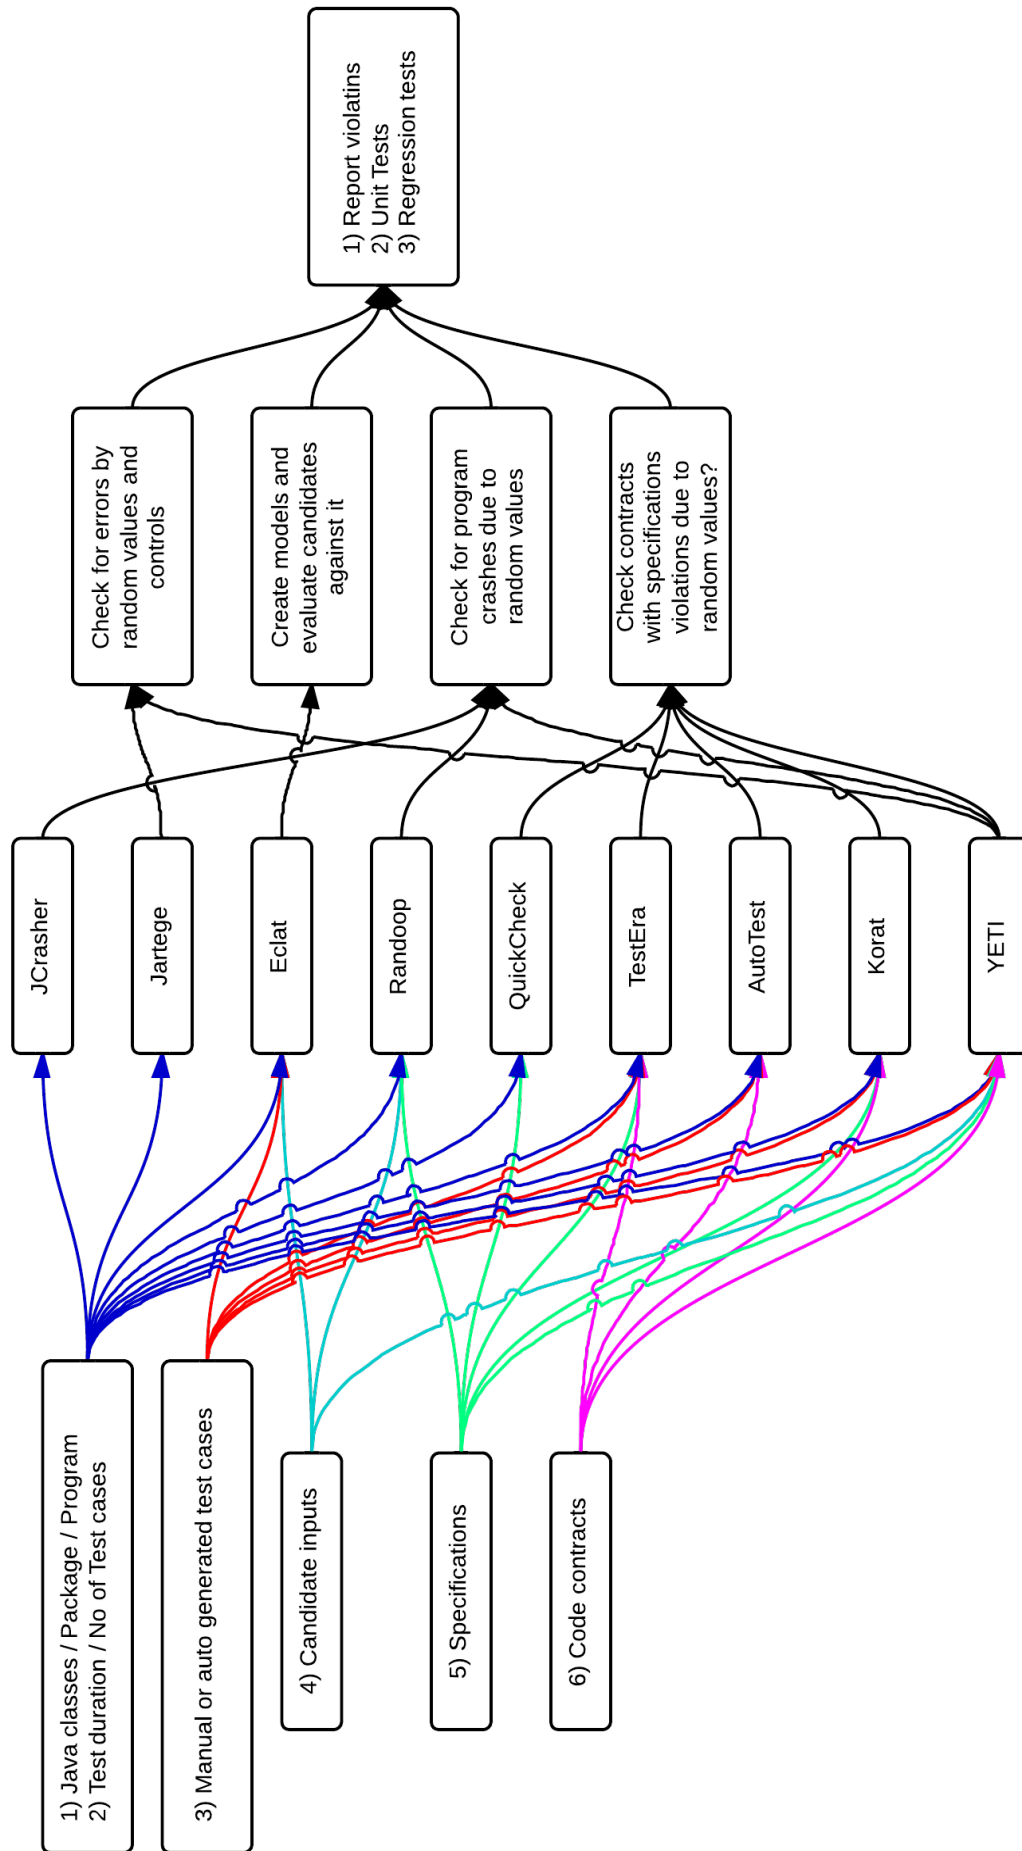 1) Java classes / Package / Program
2) Test duration / No of Test cases
3) Manual or auto generated test cases
4) Candidate inputs
5) Specifications
6) Code contracts
JCrasher
Jartege
Eclat
Randoop
QuickCheck
TestEra
AutoTest
Korat
YETI
Check for errors by
random values and
controls
Create models and
evaluate candidates
against it
Check for program
crashes due to
random values
Check contracts
with specifications
violations due to
random values?
1) Report violatins
2) Unit Tests
3) Regression tests